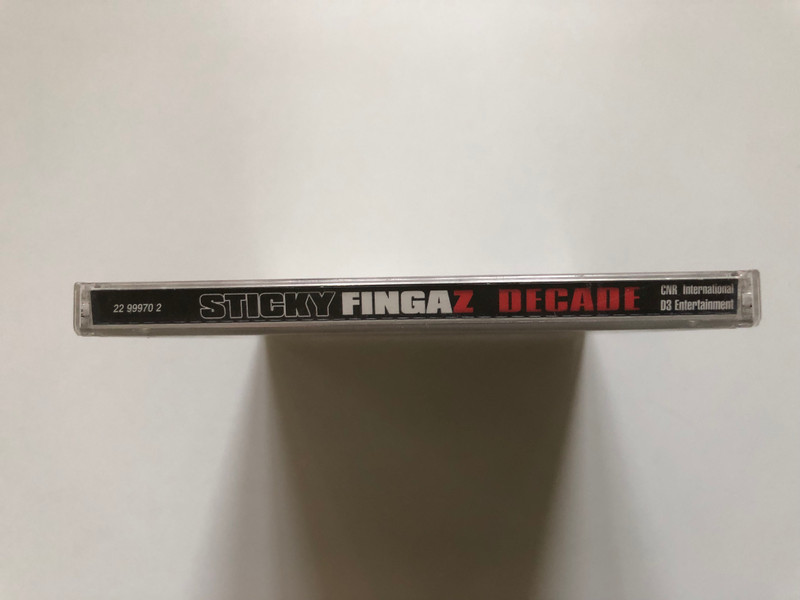 22 99970 2
STICKY FINGAZ DECADE
CNR International
D3 Entertainment